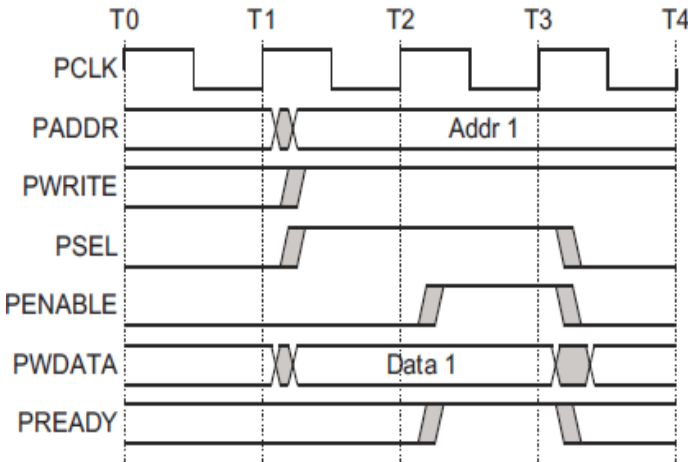 T0 T1 T2 T3 T4
PCLK
PADDR Addr 1
PWRITE
PSEL
PENABLE
PWDATA Data 1
PREADY